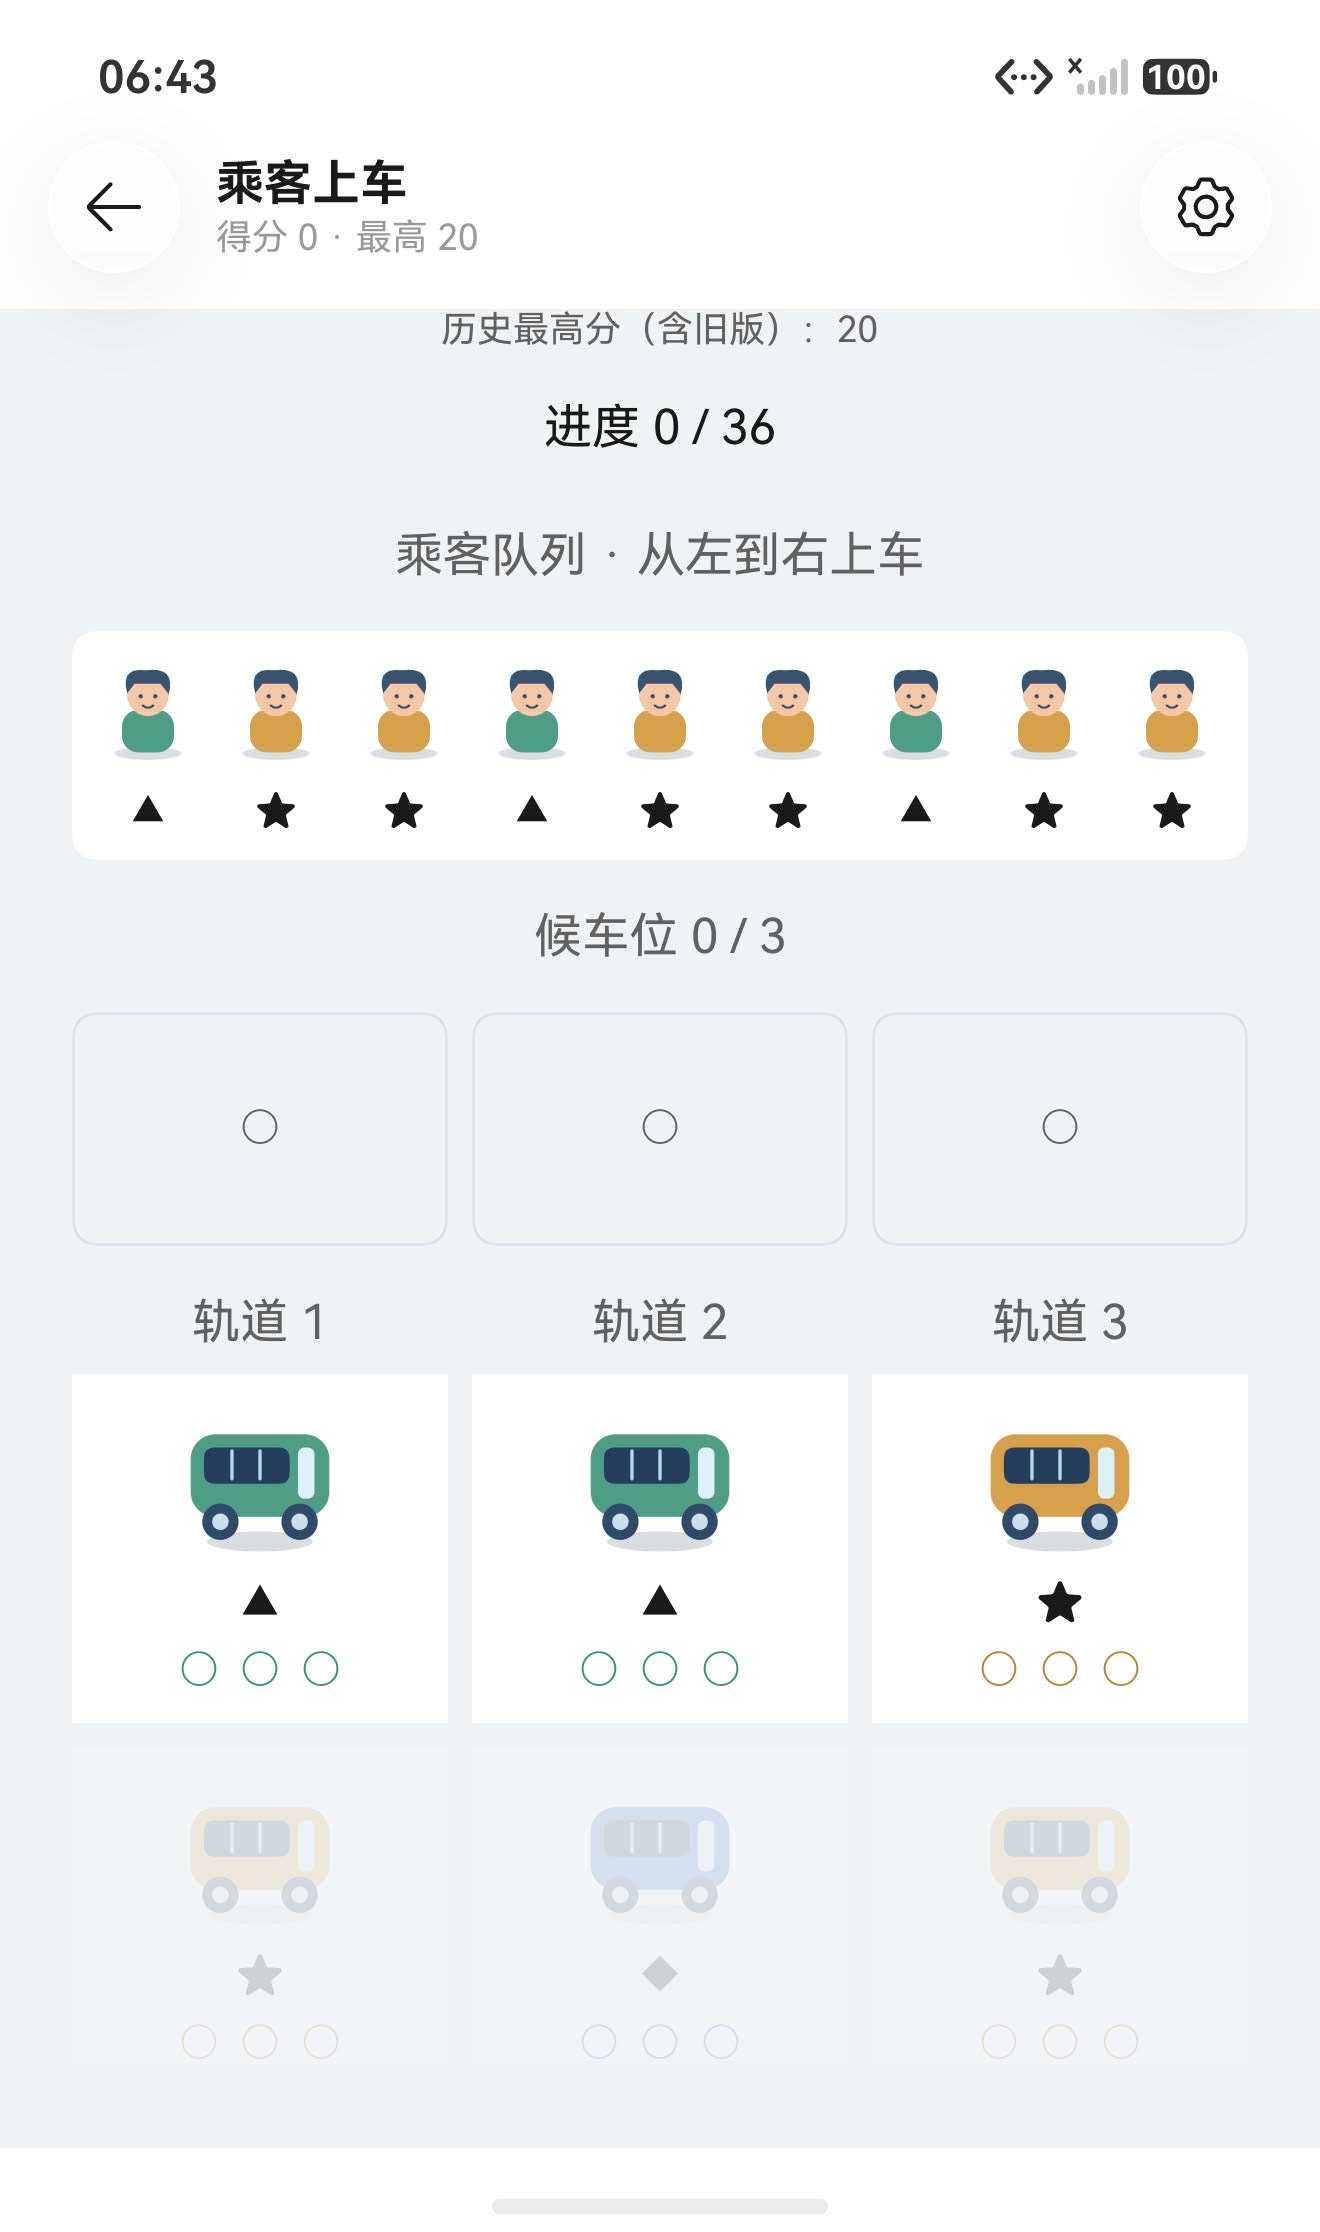 06:43
100
乘客上车
得分 0 · 最高 20
历史最高分（含旧版）：20
进度 0 / 36
乘客队列 · 从左到右上车
候车位 0 / 3
轨道 1
轨道 2
轨道 3